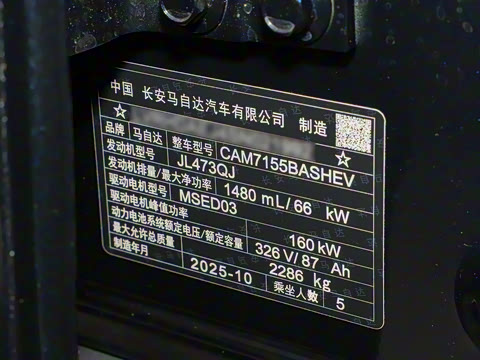 中国 长安马自达汽车有限公司 制造
☆ ☆
品牌 马自达 整车型号 CAM7155BASHEV
发动机型号 JL473QJ
发动机排量/最大净功率 1480 mL/66 kW
驱动电机型号 MSED03
驱动电机峰值功率 160 kW
动力电池系统额定电压/额定容量 326 V/87 Ah
最大允许总质量 2286 kg
制造年月 2025-10 乘坐人数 5